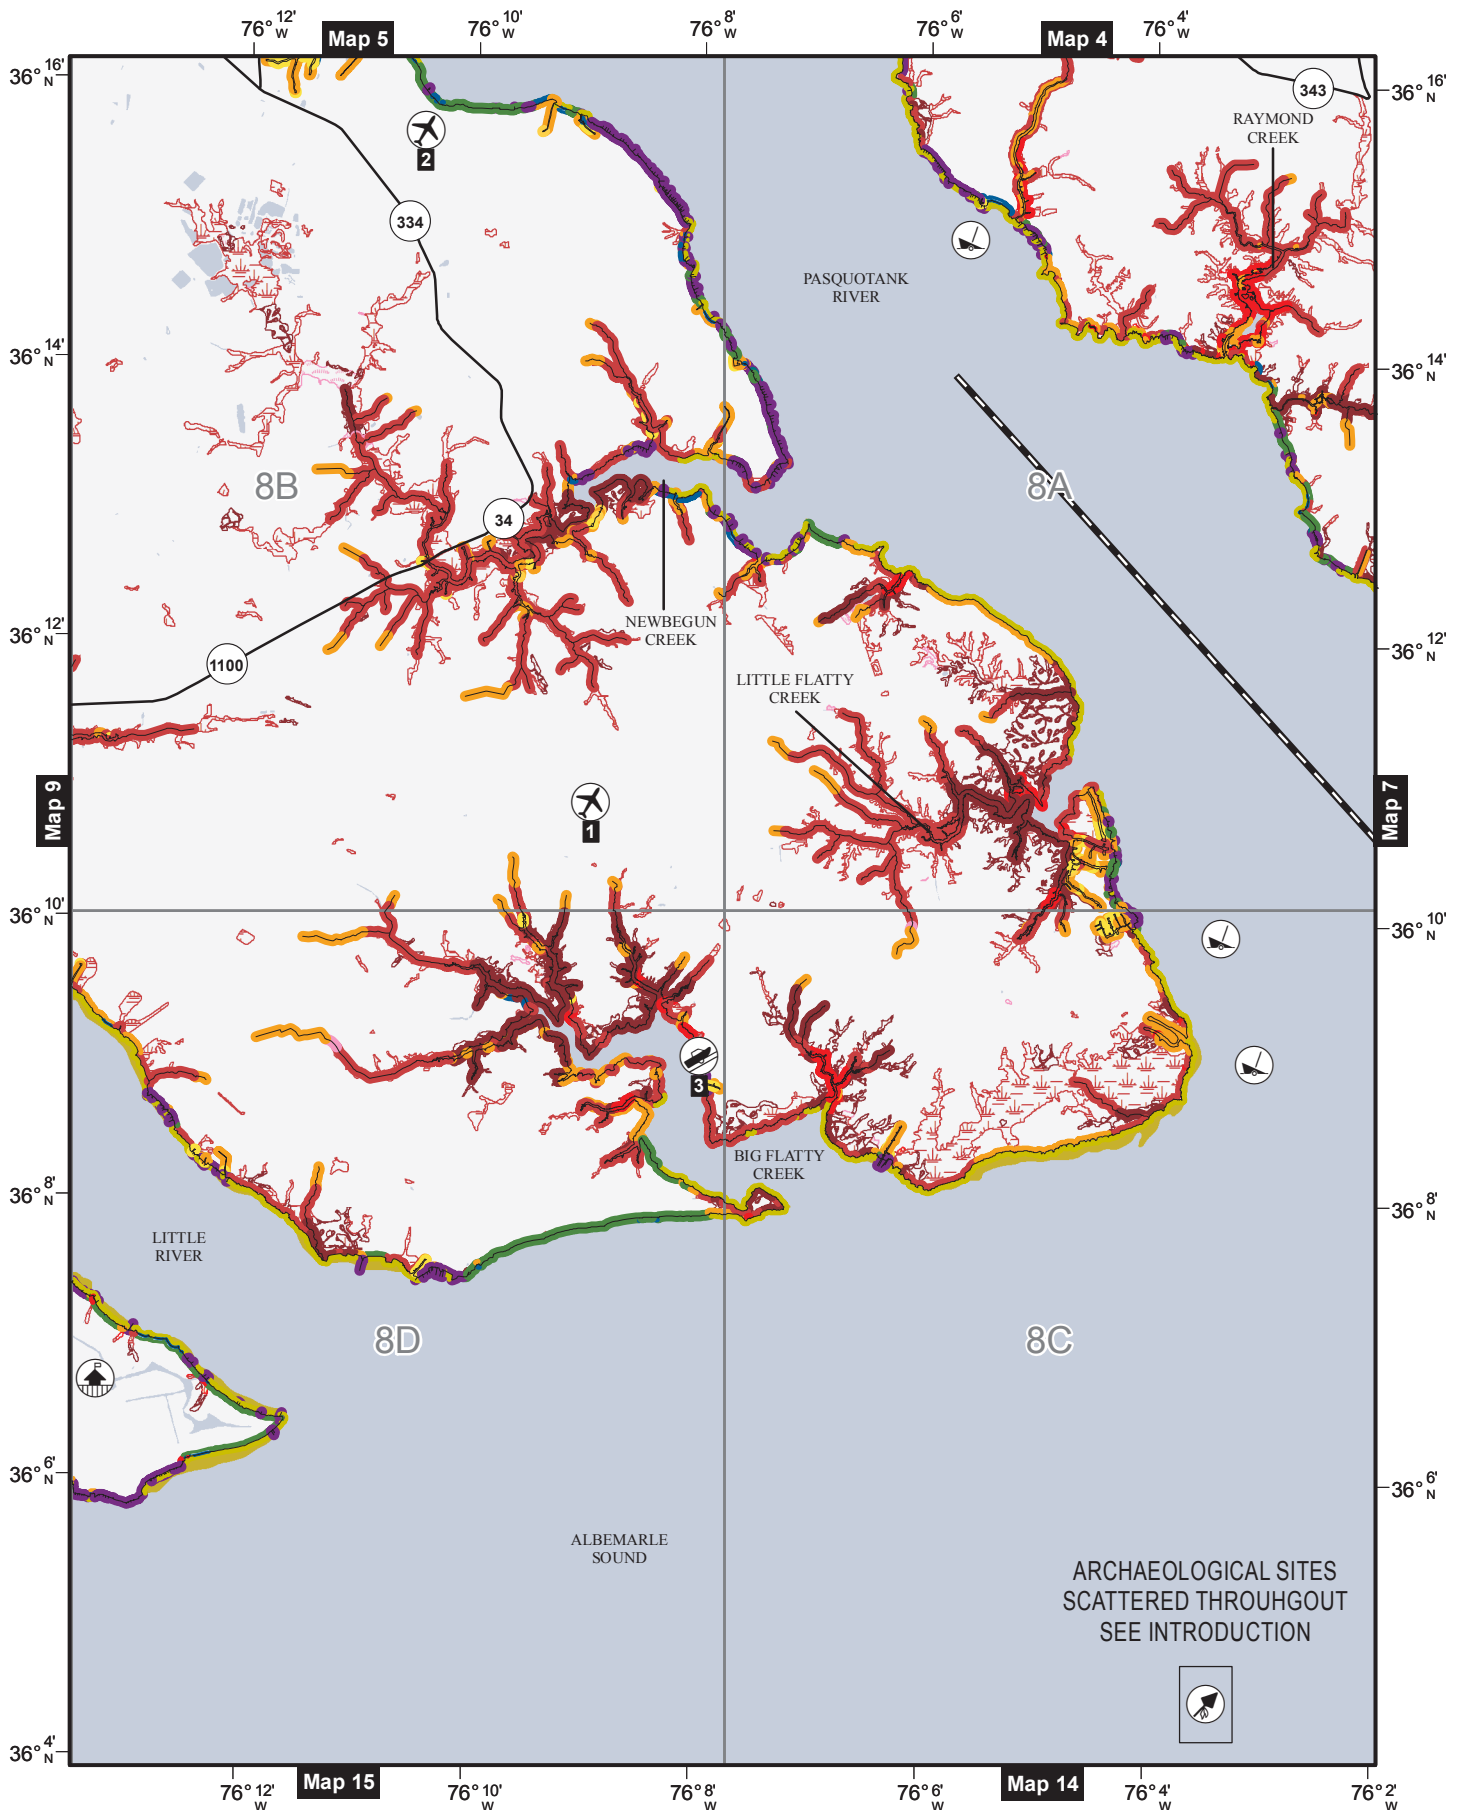 76° 12' W
Map 5
76° 10' W
76° 8' W
76° 6' W
Map 4
76° 4' W
36° 16' N
36° 16' N
343
RAYMOND
CREEK
2
334
PASQUOTANK
RIVER
36° 14' N
36° 14' N
8B
8A
34
36° 12' N
36° 12' N
NEWBEGUN
CREEK
1100
LITTLE FLATTY
CREEK
Map 9
Map 7
1
36° 10' N
36° 10' N
3
BIG FLATTY
CREEK
36° 8' N
36° 8' N
LITTLE
RIVER
8D
8C
36° 6' N
36° 6' N
ALBEMARLE
SOUND
ARCHAEOLOGICAL SITES
SCATTERED THROUHGOUT
SEE INTRODUCTION
36° 4' N
76° 12' W
Map 15
76° 10' W
76° 8' W
76° 6' W
Map 14
76° 4' W
76° 2' W